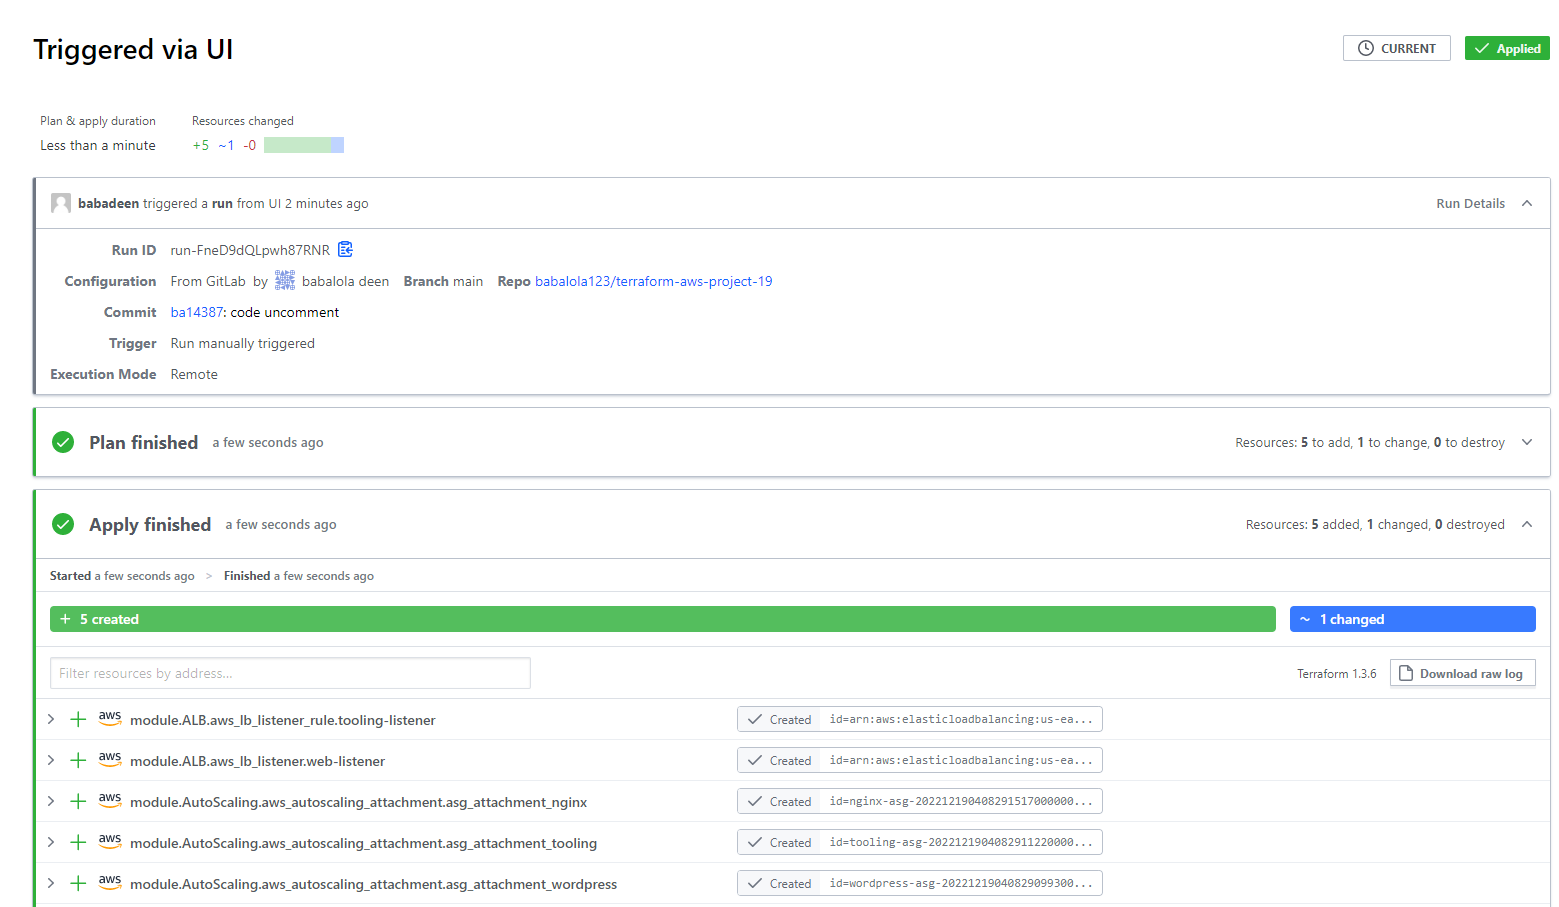 Triggered via UI
CURRENT
Applied
Plan & apply duration
Resources changed
Less than a minute
+5 ~1 -0
babadeen triggered a run from UI 2 minutes ago
Run Details
Run ID run-FneD9dQLpwh87RNR
Configuration From GitLab by babalola deen Branch main Repo babalola123/terraform-aws-project-19
Commit ba14387: code uncomment
Trigger Run manually triggered
Execution Mode Remote
Plan finished a few seconds ago
Resources: 5 to add, 1 to change, 0 to destroy
Apply finished a few seconds ago
Resources: 5 added, 1 changed, 0 destroyed
Started a few seconds ago > Finished a few seconds ago
+ 5 created
~ 1 changed
Filter resources by address...
Terraform 1.3.6
Download raw log
aws module.ALB.aws_lb_listener_rule.tooling-listener Created id=arn:aws:elasticloadbalancing:us-ea...
aws module.ALB.aws_lb_listener.web-listener Created id=arn:aws:elasticloadbalancing:us-ea...
aws module.AutoScaling.aws_autoscaling_attachment.asg_attachment_nginx Created id=nginx-asg-20221219040829151700000...
aws module.AutoScaling.aws_autoscaling_attachment.asg_attachment_tooling Created id=tooling-asg-2022121904082911220000...
aws module.AutoScaling.aws_autoscaling_attachment.asg_attachment_wordpress Created id=wordpress-asg-20221219040829099300...